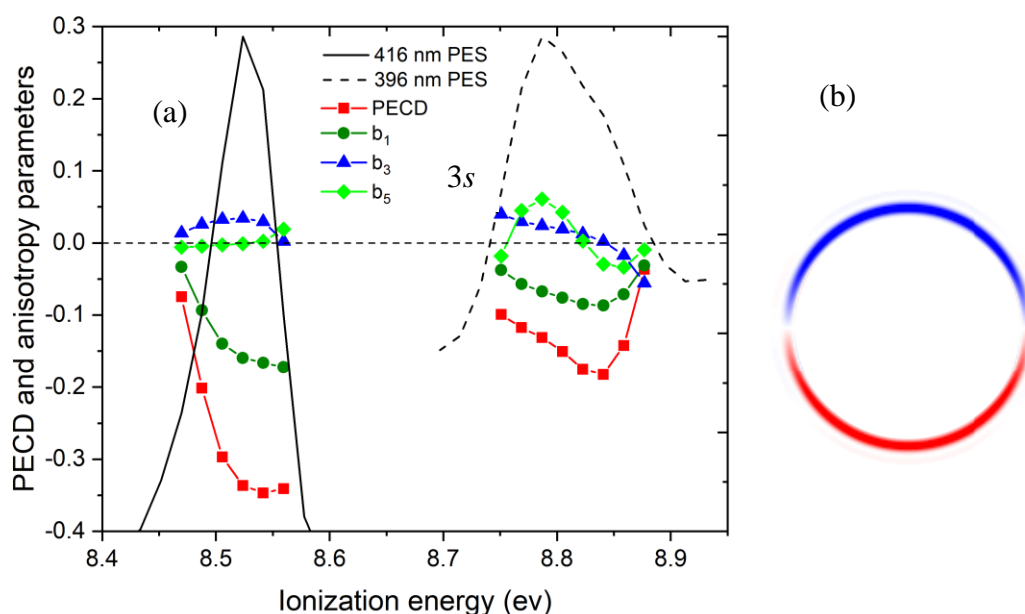 0.3
0.2
0.1
0.0
-0.1
-0.2
-0.3
-0.4
PECD and anisotropy parameters
(a)
416 nm PES
396 nm PES
PECD
b1
b3
b5
3s
8.4 8.5 8.6 8.7 8.8 8.9
Ionization energy (ev)
(b)